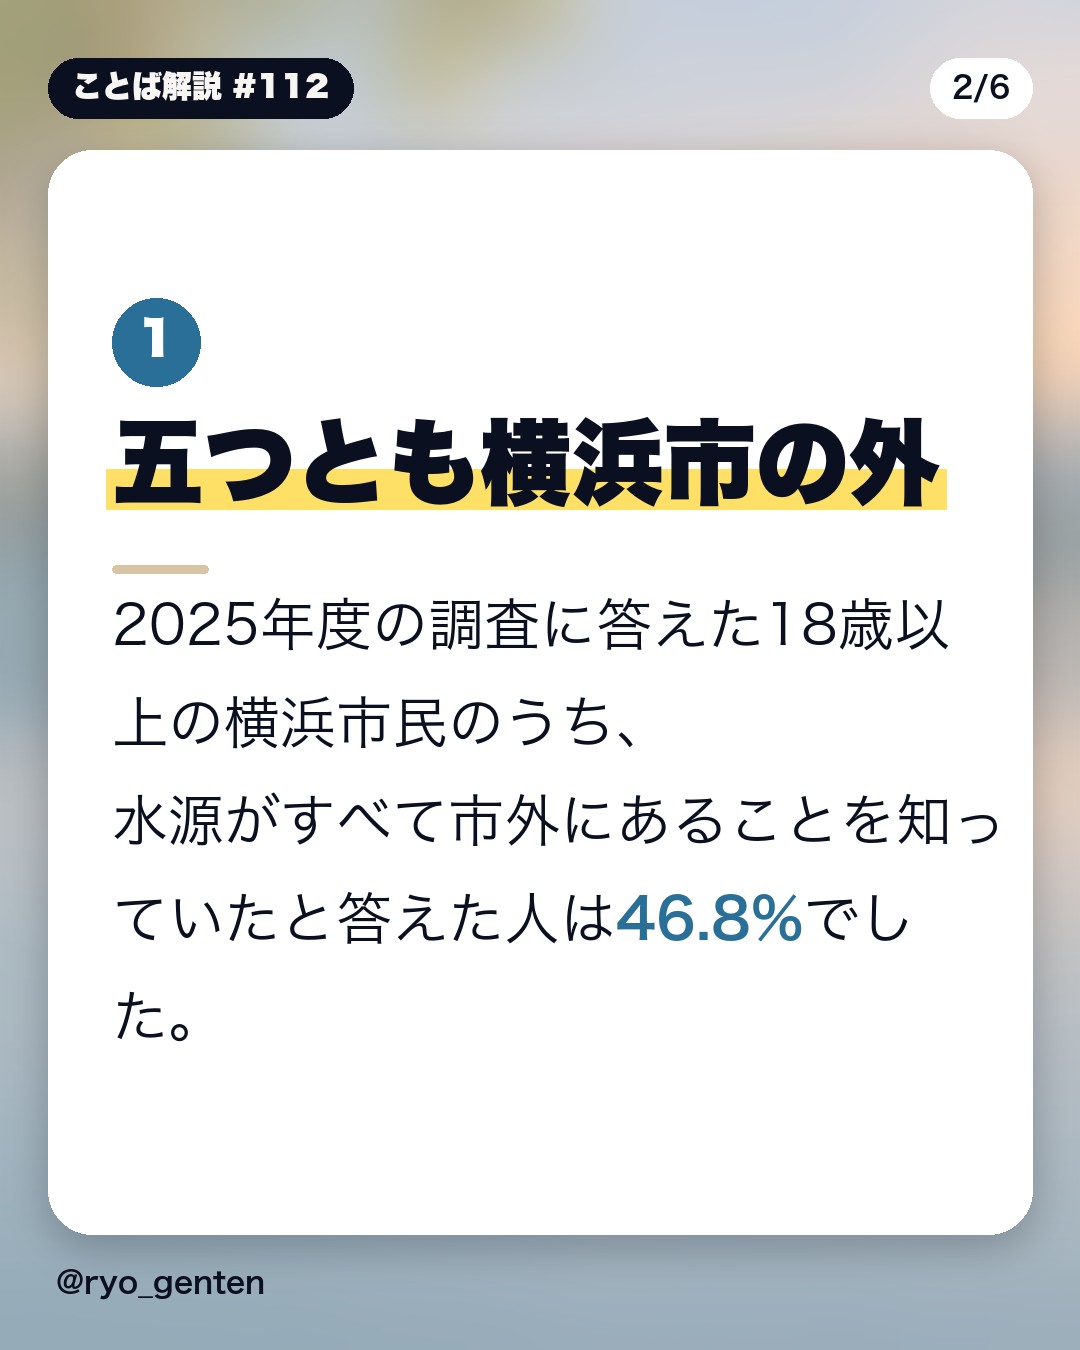 ことば解説 #112
2/6
1
五つとも横浜市の外
2025年度の調査に答えた18歳以
上の横浜市民のうち、
水源がすべて市外にあることを知っ
ていたと答えた人は46.8%でし
た。
@ryo_genten